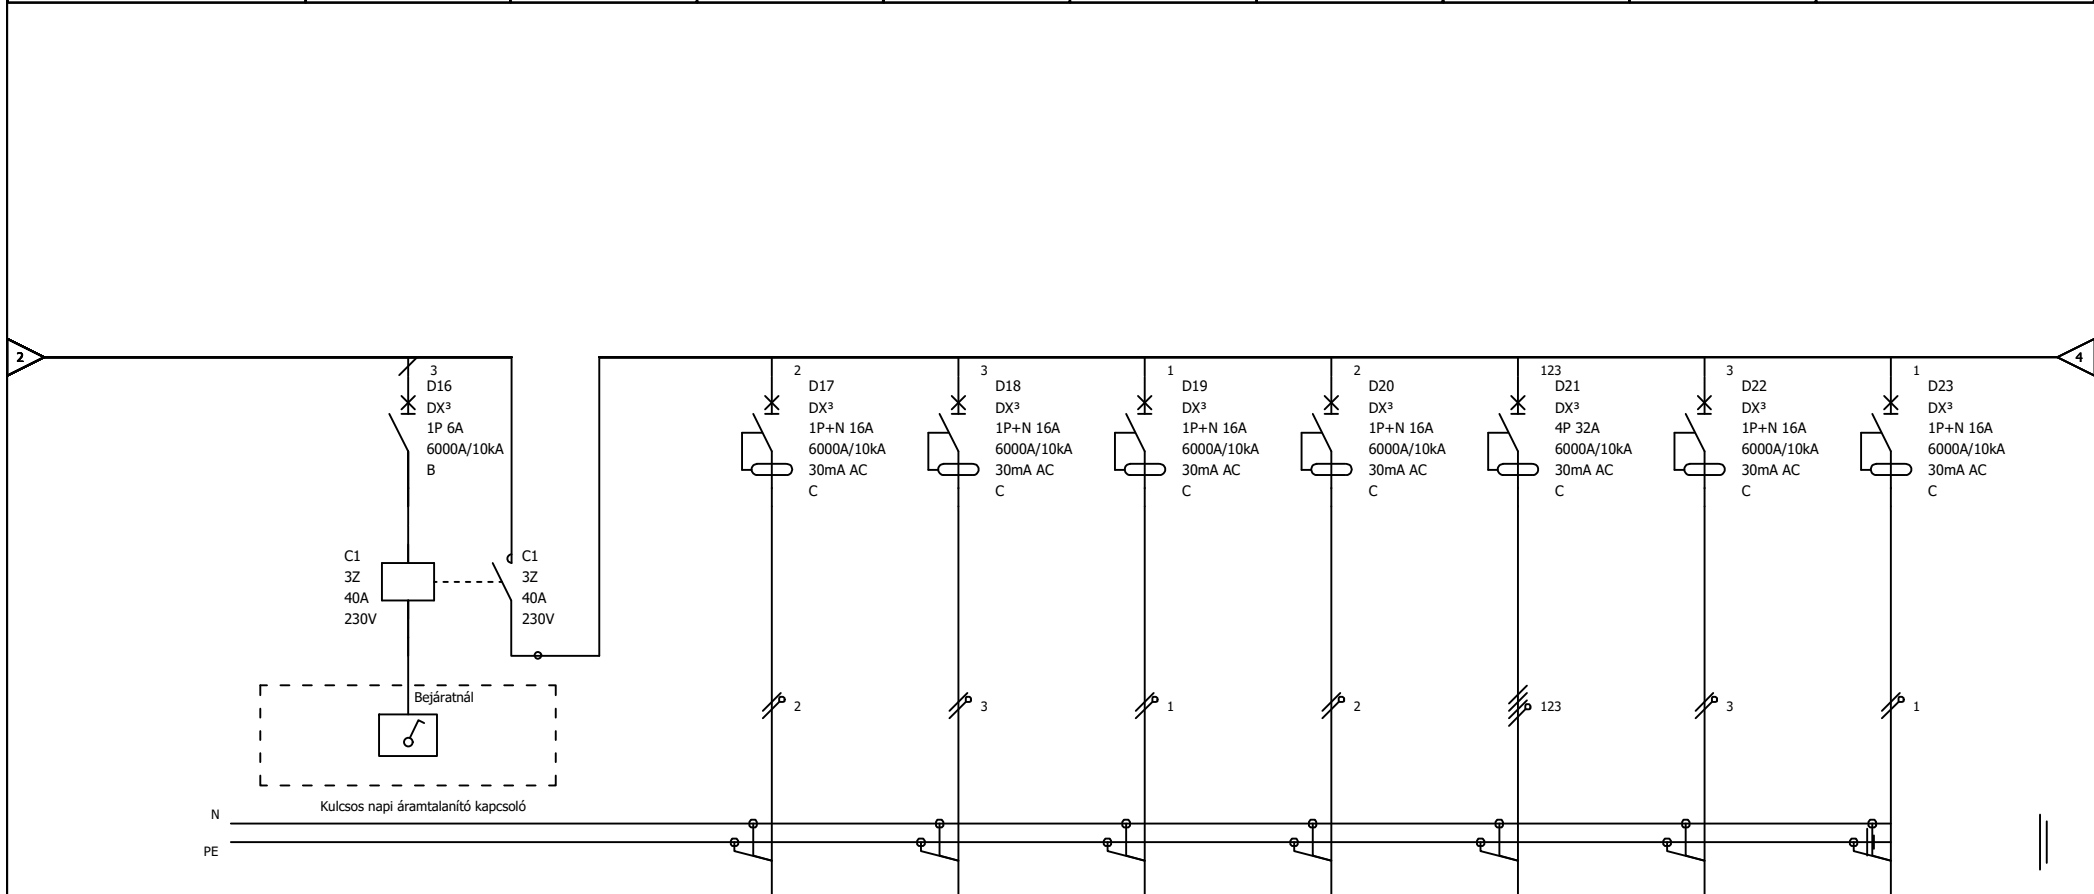 2
4
3
D16
DX³
1P 6A
6000A/10kA
B
2
D17
DX³
1P+N 16A
6000A/10kA
30mA AC
C
3
D18
DX³
1P+N 16A
6000A/10kA
30mA AC
C
1
D19
DX³
1P+N 16A
6000A/10kA
30mA AC
C
2
D20
DX³
1P+N 16A
6000A/10kA
30mA AC
C
123
D21
DX³
4P 32A
6000A/10kA
30mA AC
C
3
D22
DX³
1P+N 16A
6000A/10kA
30mA AC
C
1
D23
DX³
1P+N 16A
6000A/10kA
30mA AC
C
C1
3Z
40A
230V
C1
3Z
40A
230V
Bejáratnál
2
3
1
2
123
3
1
Kulcsos napi áramtalanító kapcsoló
N
PE